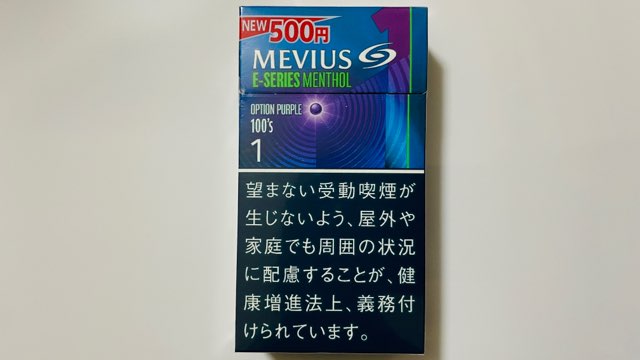 NEW 500円
1
MEVIUS
E-SERIES MENTHOL
OPTION PURPLE
100's
1
望まない受動喫煙が
生じないよう、屋外や
家庭でも周囲の状況
に配慮することが、健
康増進法上、義務付
けられています。